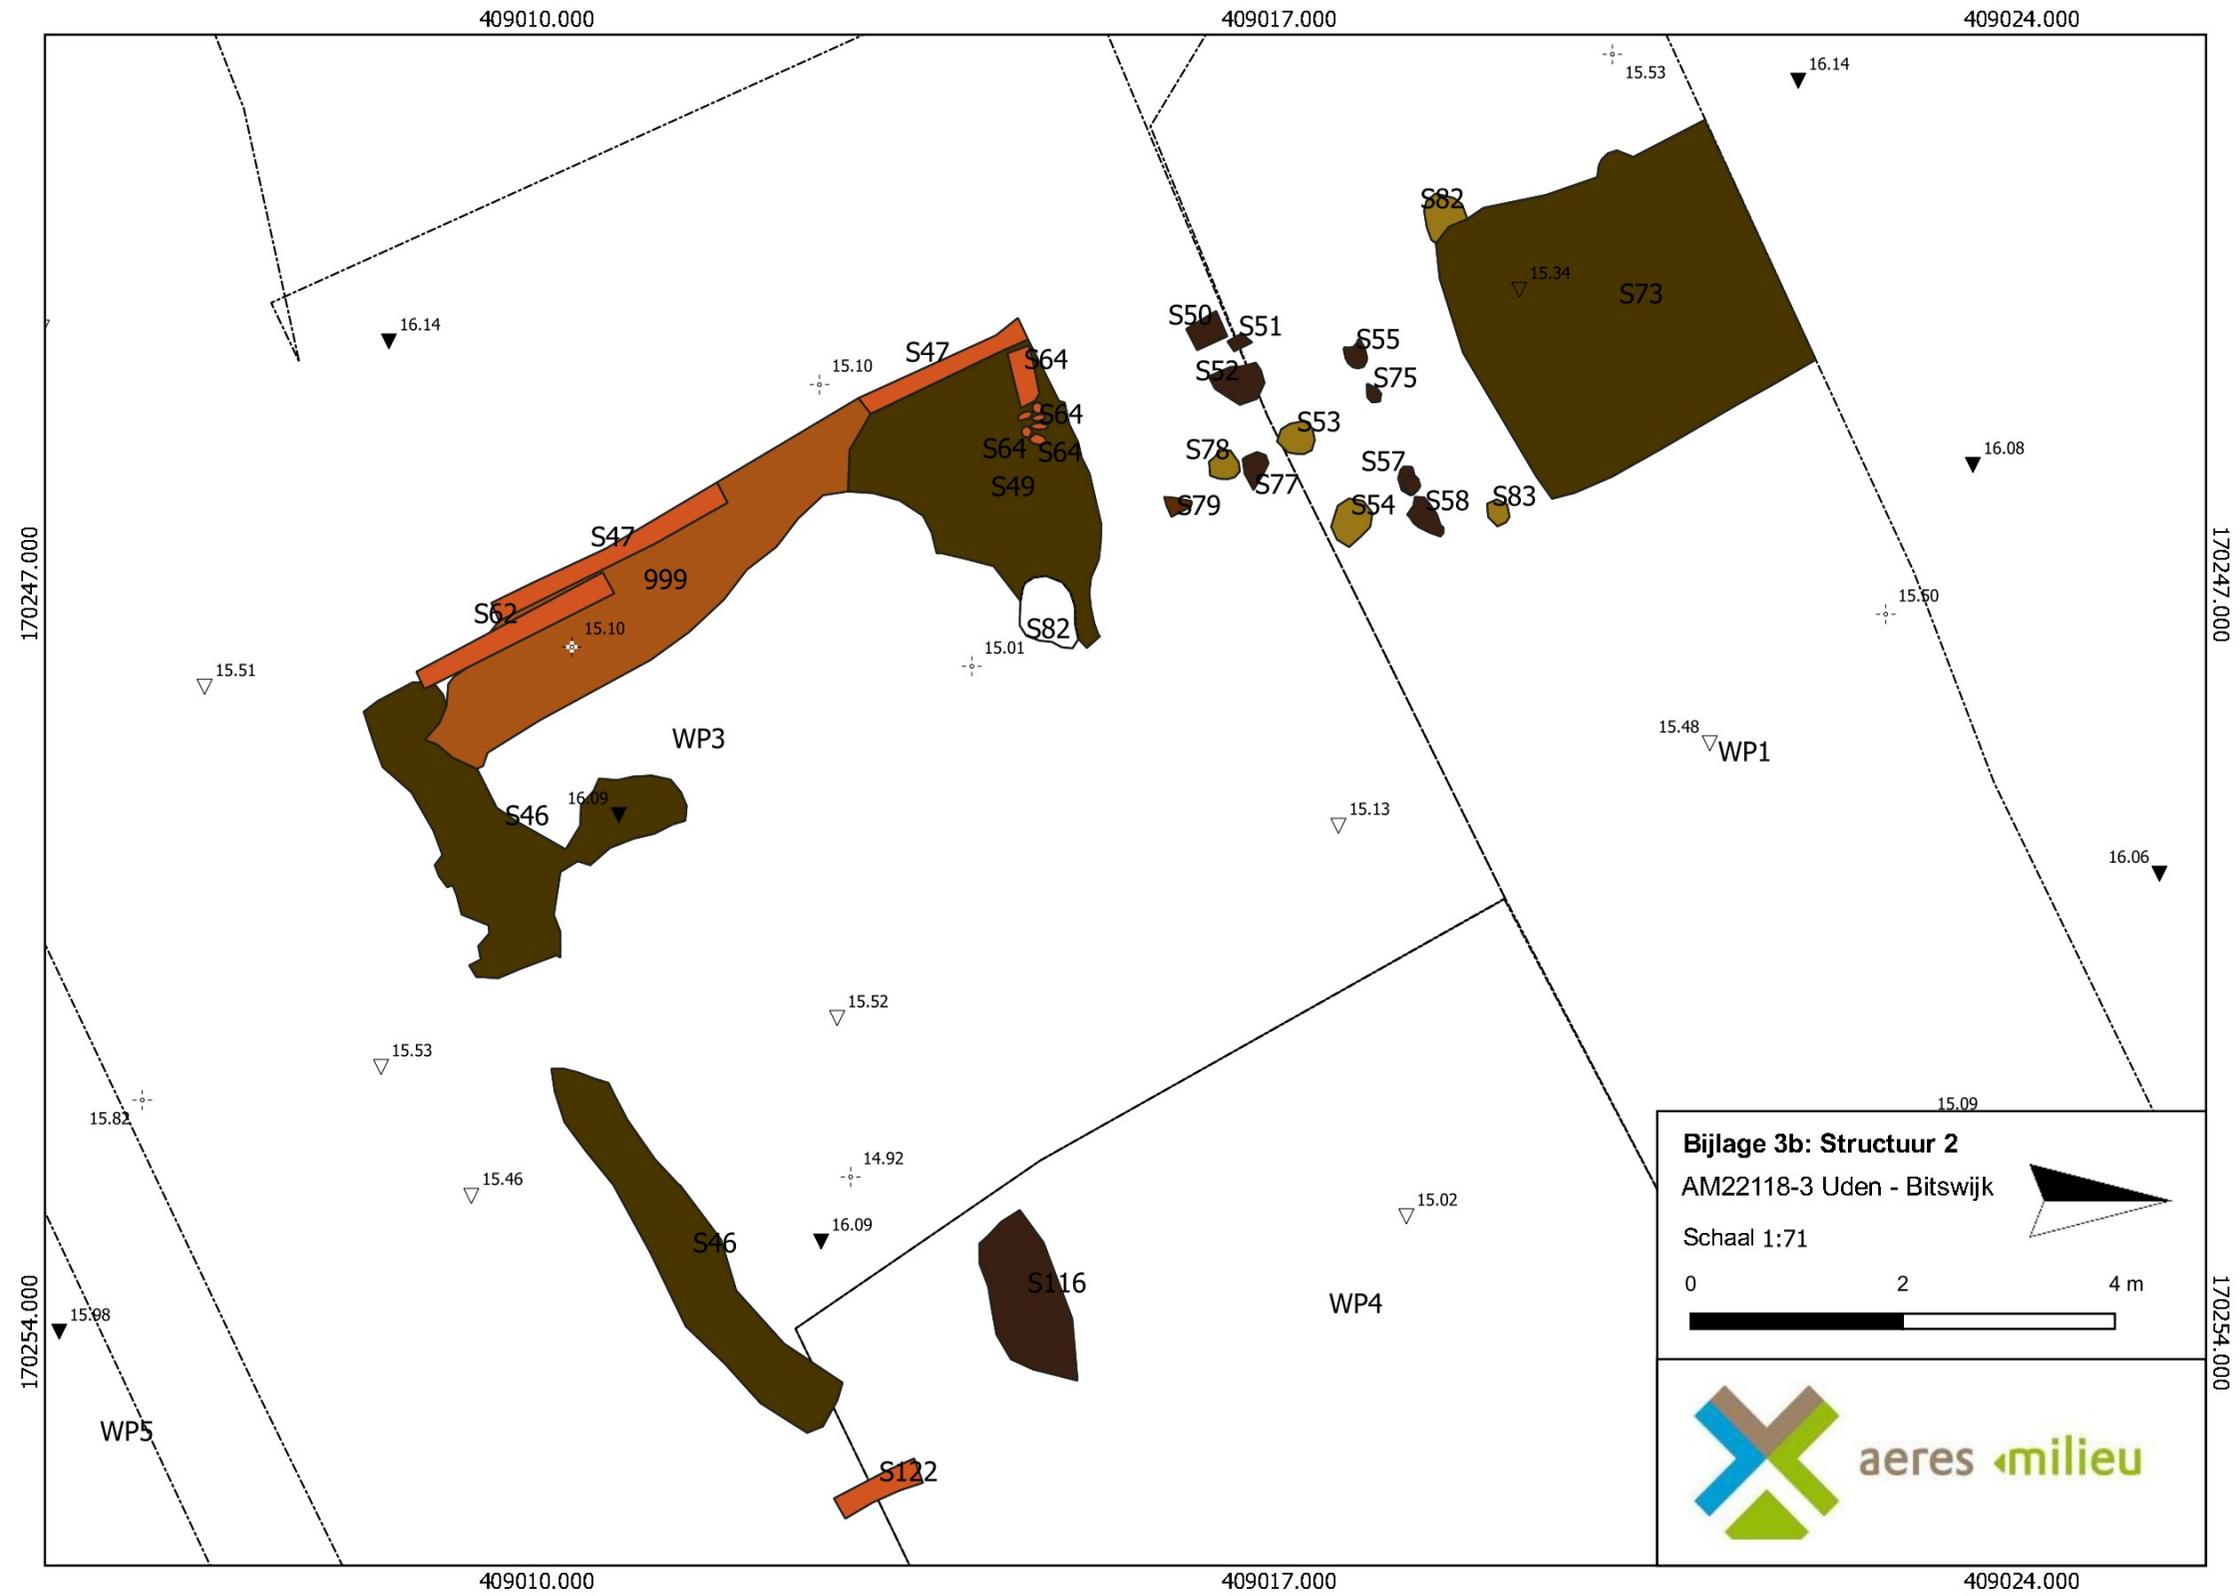 409010.000 409017.000 409024.000
15.53
16.14
S82
15.34
S73
16.14
S50
S51
S47
S64
15.10
S52
S55
S75
S64
S53
S64 S64
S78
S57
16.08
S49
S77
S79
S54
S58
S83
S47
170247.000
170247.000
999
S62
15.10
S82
15.01
15.50
15.51
WP3
15.48
WP1
16.09
S46
15.13
16.06
15.52
15.53
15.82
15.09
14.92
15.46
15.02
16.09
S46
S116
WP4
15.98
170254.000
170254.000
WP5
S122
Bijlage 3b: Structuur 2
AM22118-3 Uden - Bitswijk
Schaal 1:71
0 2 4 m
aeres milieu
409010.000 409017.000 409024.000